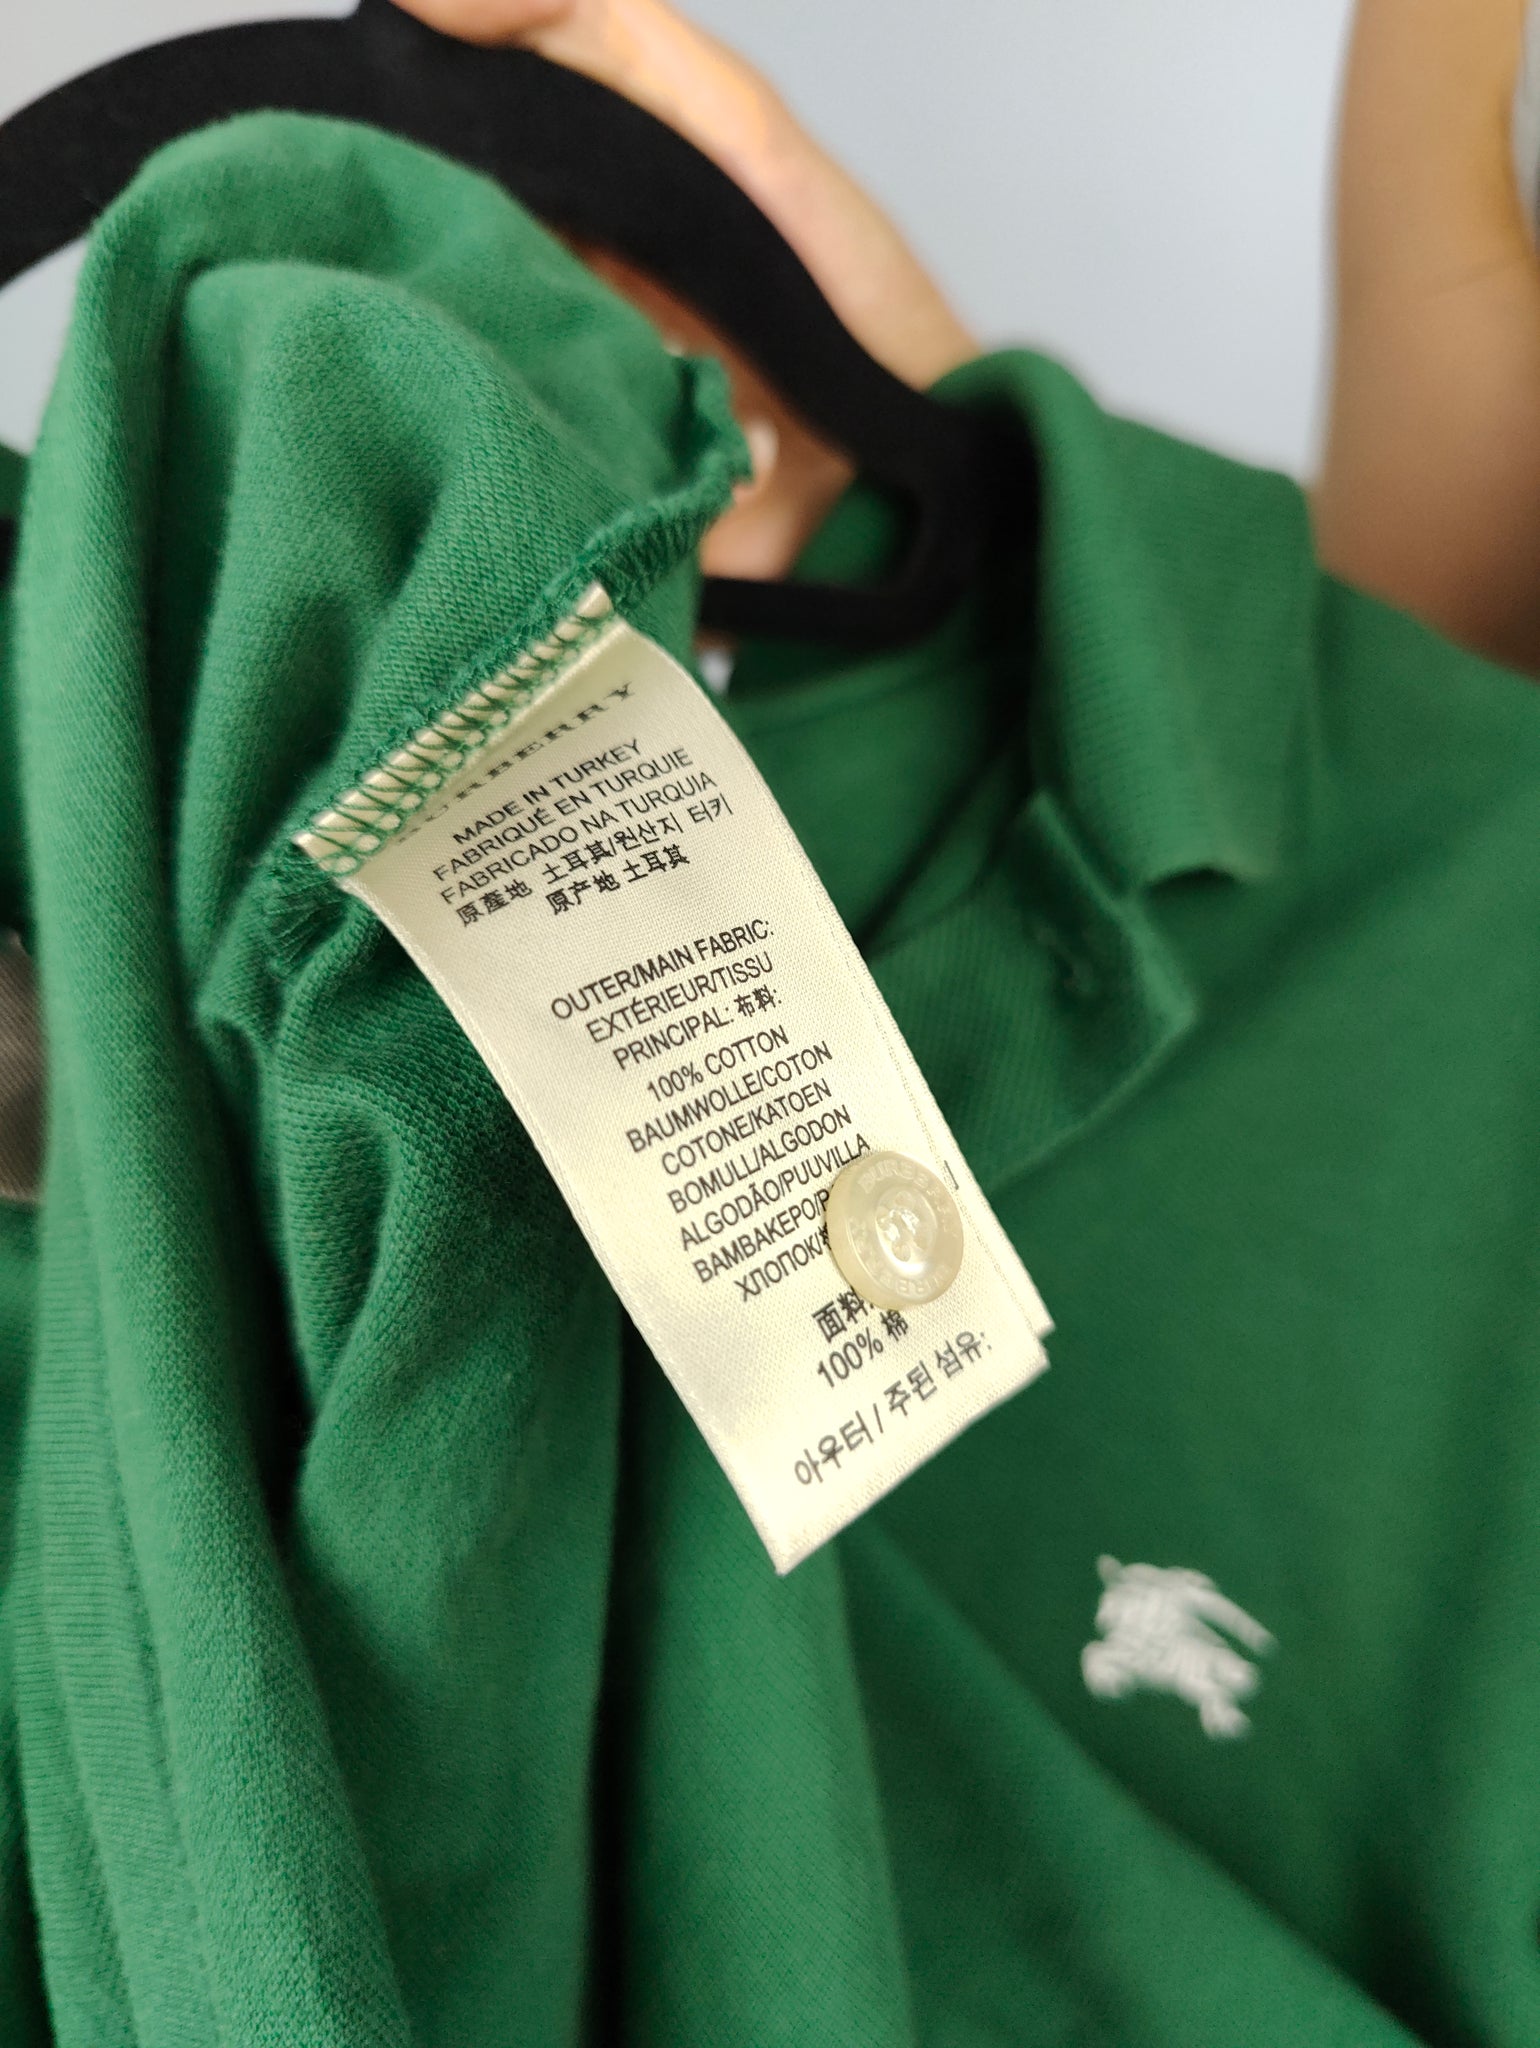 BURBERRY
MADE IN TURKEY
FABRIQUÉ EN TURQUIE
FABRICADO NA TURQUIA
原產地 土耳其/원산지 터키
原产地 土耳其
OUTER/MAIN FABRIC:
EXTÉRIEUR/TISSU
PRINCIPAL: 布料:
100% COTTON
BAUMWOLLE/COTON
COTONE/KATOEN
BOMULL/ALGODON
ALGODÃO/PUUVILLA
BAMBAKEPO/
ХЛОПОК/
面料:
100% 棉
아우터 / 주된 섬유:
BURBERRY
BURBERRY